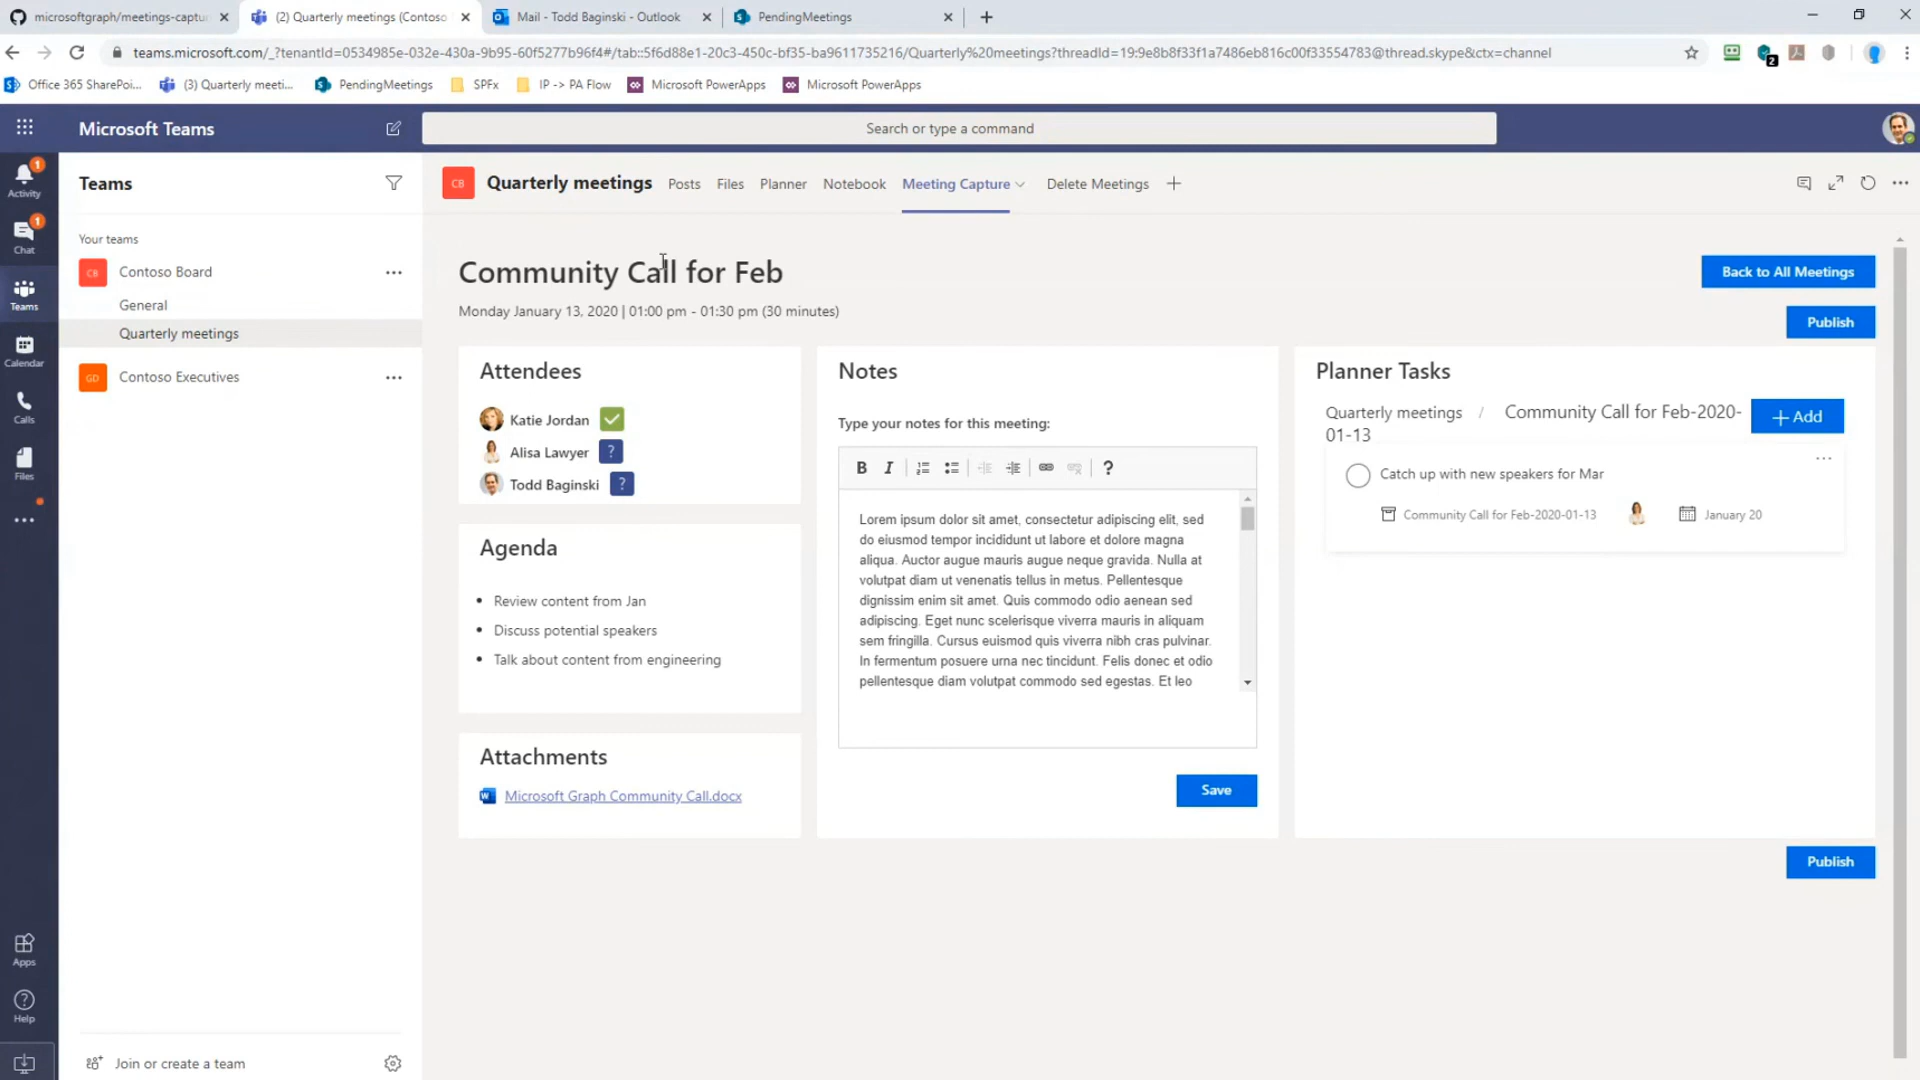 microsoftgraph/meetings-captu
(2) Quarterly meetings (Contoso
Mail - Todd Baginski - Outlook
PendingMeetings
teams.microsoft.com/_?tenantId=0534985e-032e-430a-9b95-60f5277b96f4#/tab::5f6d88e1-20c3-450c-bf35-ba9611735216/Quarterly%20meetings?threadId=19:9e8b8f33f1a7486eb816c00f33554783@thread.skype&ctx=channel
2
Office 365 SharePoi...
(3) Quarterly meeti...
PendingMeetings
SPFx
IP -> PA Flow
Microsoft PowerApps
Microsoft PowerApps
Microsoft Teams
Search or type a command
1
Activity
1
Chat
Teams
Calendar
Calls
Files
Apps
Help
Teams
Your teams
CB Contoso Board
General
Quarterly meetings
GD Contoso Executives
Join or create a team
CB Quarterly meetings Posts Files Planner Notebook Meeting Capture Delete Meetings
Community Call for Feb
Back to All Meetings
Monday January 13, 2020 | 01:00 pm - 01:30 pm (30 minutes)
Publish
Attendees
Katie Jordan
Alisa Lawyer ?
Todd Baginski ?
Agenda
• Review content from Jan
• Discuss potential speakers
• Talk about content from engineering
Attachments
Microsoft Graph Community Call.docx
Notes
Type your notes for this meeting:
B I ?
Lorem ipsum dolor sit amet, consectetur adipiscing elit, sed
do eiusmod tempor incididunt ut labore et dolore magna
aliqua. Auctor augue mauris augue neque gravida. Nulla at
volutpat diam ut venenatis tellus in metus. Pellentesque
dignissim enim sit amet. Quis commodo odio aenean sed
adipiscing. Eget nunc scelerisque viverra mauris in aliquam
sem fringilla. Cursus euismod quis viverra nibh cras pulvinar.
In fermentum posuere urna nec tincidunt. Felis donec et odio
pellentesque diam volutpat commodo sed egestas. Et leo
Save
Planner Tasks
Quarterly meetings / Community Call for Feb-2020-
01-13
Add
Catch up with new speakers for Mar
Community Call for Feb-2020-01-13
January 20
Publish